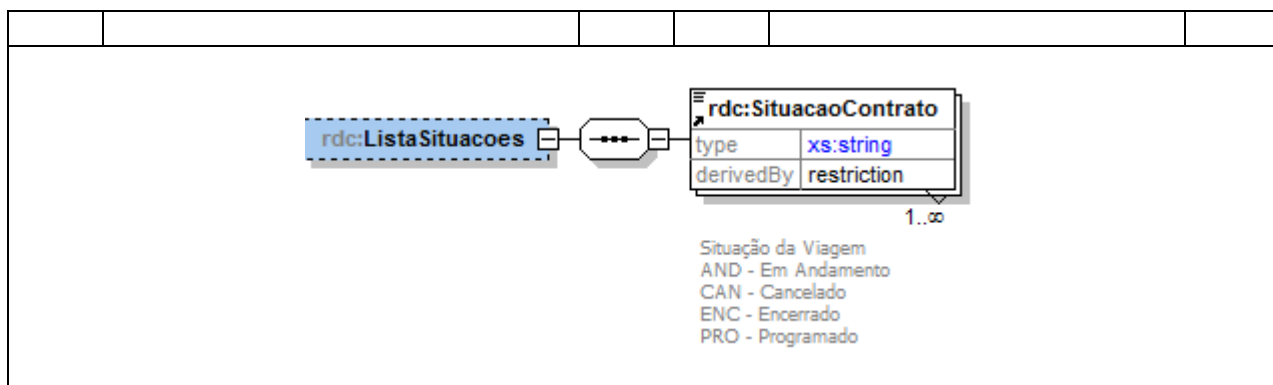 rdc:SituacaoContrato
rdc:ListaSituacoes
type xs:string
derivedBy restriction
1..∞
Situação da Viagem
AND - Em Andamento
CAN - Cancelado
ENC - Encerrado
PRO - Programado